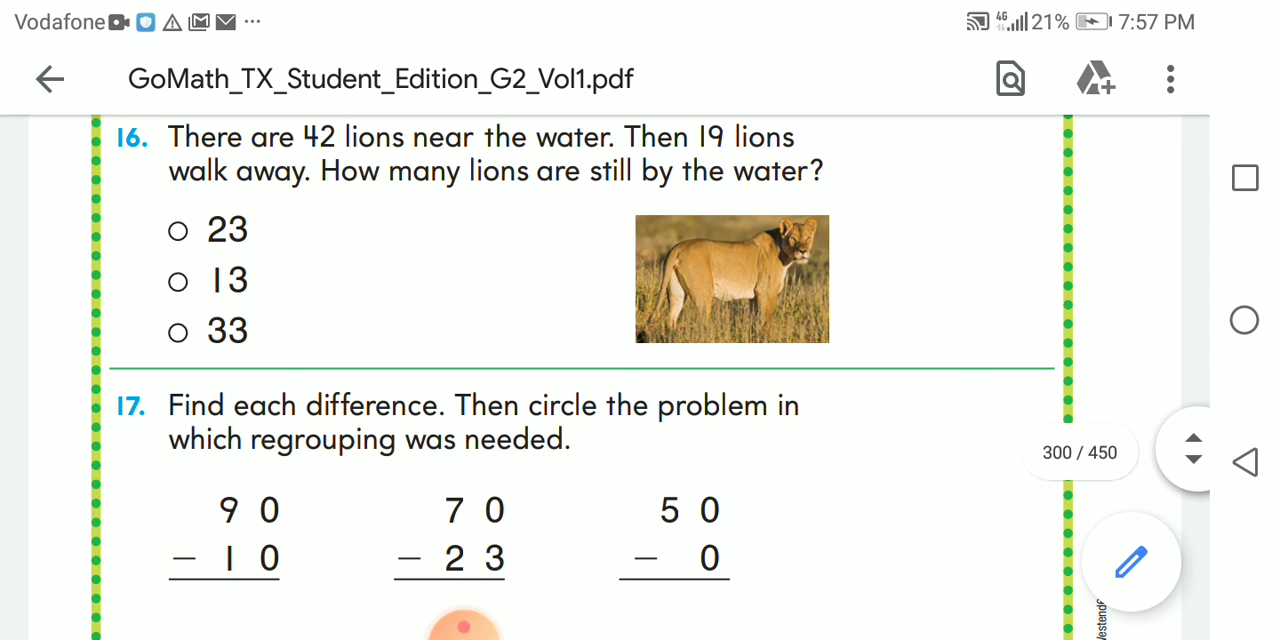 Vodafone
4G 21% 7:57 PM
GoMath_TX_Student_Edition_G2_Vol1.pdf
16. There are 42 lions near the water. Then 19 lions
walk away. How many lions are still by the water?
23
13
33
17. Find each difference. Then circle the problem in
which regrouping was needed.
300 / 450
9 0 7 0 5 0
− 1 0 − 2 3 − 0